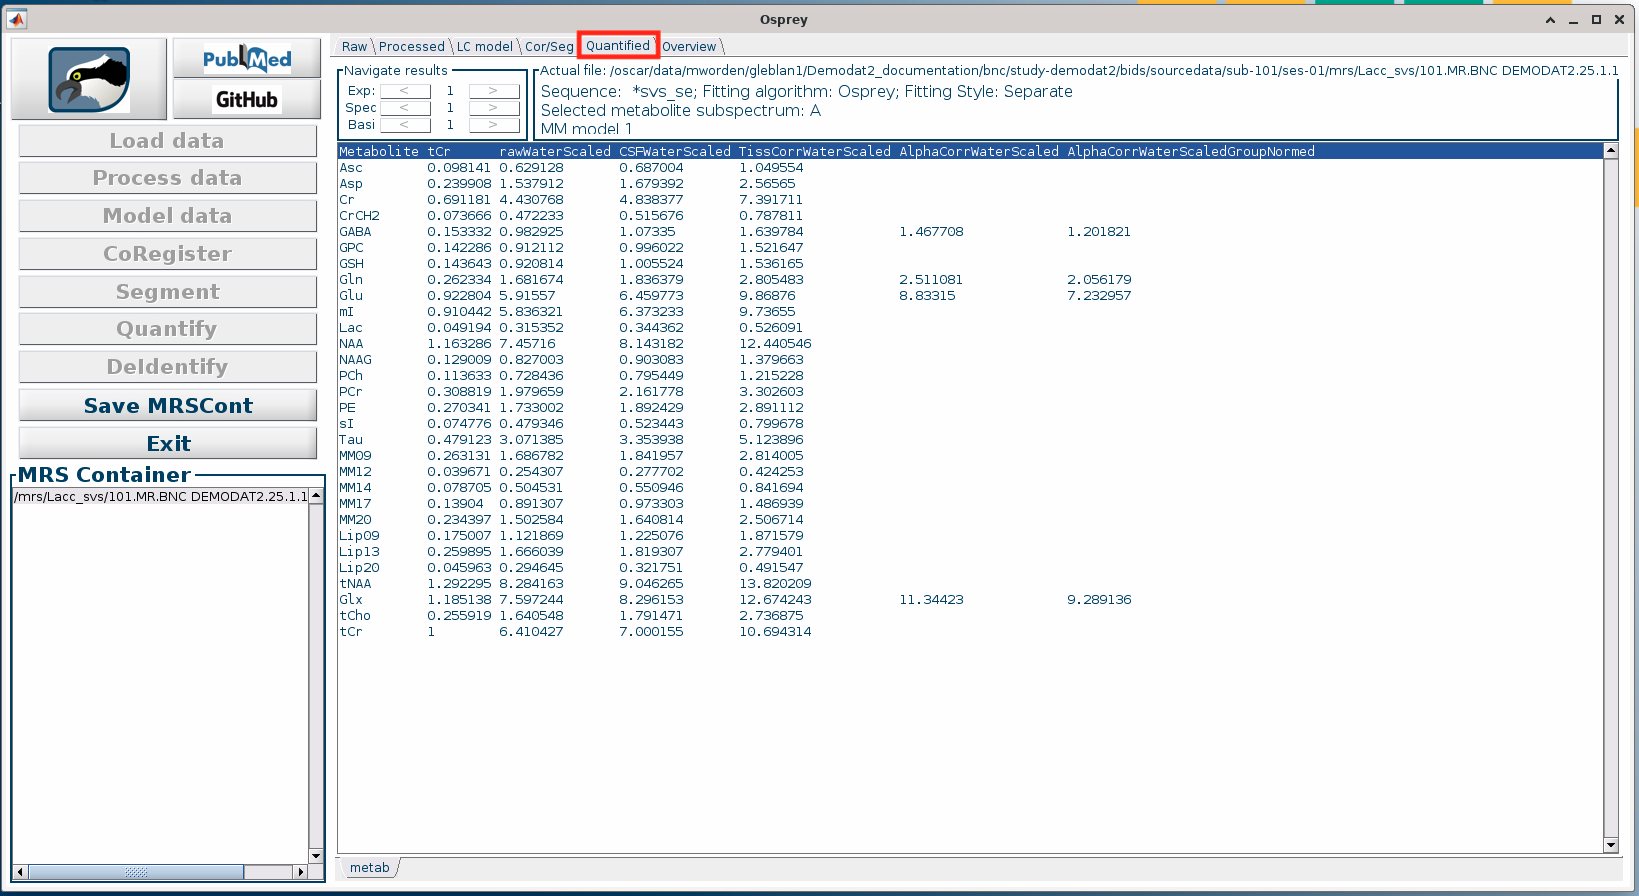 Osprey
PubMed
GitHub
Load data
Process data
Model data
CoRegister
Segment
Quantify
DeIdentify
Save MRSCont
Exit
MRS Container
/mrs/Lacc_svs/101.MR.BNC DEMODAT2.25.1.1
Raw Processed LC model Cor/Seg Quantified Overview
Navigate results
Exp: < 1 >
Spec < 1 >
Basi < 1 >
Actual file: /oscar/data/mworden/gleblan1/Demodat2_documentation/bnc/study-demodat2/bids/sourcedata/sub-101/ses-01/mrs/Lacc_svs/101.MR.BNC DEMODAT2.25.1.1
Sequence: *svs_se; Fitting algorithm: Osprey; Fitting Style: Separate
Selected metabolite subspectrum: A
MM model 1
Metabolite tCr rawWaterScaled CSFWaterScaled TissCorrWaterScaled AlphaCorrWaterScaled AlphaCorrWaterScaledGroupNormed
Asc 0.098141 0.629128 0.687004 1.049554
Asp 0.239908 1.537912 1.679392 2.56565
Cr 0.691181 4.430768 4.838377 7.391711
CrCH2 0.073666 0.472233 0.515676 0.787811
GABA 0.153332 0.982925 1.07335 1.639784 1.467708 1.201821
GPC 0.142286 0.912112 0.996022 1.521647
GSH 0.143643 0.920814 1.005524 1.536165
Gln 0.262334 1.681674 1.836379 2.805483 2.511081 2.056179
Glu 0.922804 5.91557 6.459773 9.86876 8.83315 7.232957
mI 0.910442 5.836321 6.373233 9.73655
Lac 0.049194 0.315352 0.344362 0.526091
NAA 1.163286 7.45716 8.143182 12.440546
NAAG 0.129009 0.827003 0.903083 1.379663
PCh 0.113633 0.728436 0.795449 1.215228
PCr 0.308819 1.979659 2.161778 3.302603
PE 0.270341 1.733002 1.892429 2.891112
sI 0.074776 0.479346 0.523443 0.799678
Tau 0.479123 3.071385 3.353938 5.123896
MM09 0.263131 1.686782 1.841957 2.814005
MM12 0.039671 0.254307 0.277702 0.424253
MM14 0.078705 0.504531 0.550946 0.841694
MM17 0.13904 0.891307 0.973303 1.486939
MM20 0.234397 1.502584 1.640814 2.506714
Lip09 0.175007 1.121869 1.225076 1.871579
Lip13 0.259895 1.666039 1.819307 2.779401
Lip20 0.045963 0.294645 0.321751 0.491547
tNAA 1.292295 8.284163 9.046265 13.820209
Glx 1.185138 7.597244 8.296153 12.674243 11.34423 9.289136
tCho 0.255919 1.640548 1.791471 2.736875
tCr 1 6.410427 7.000155 10.694314
metab